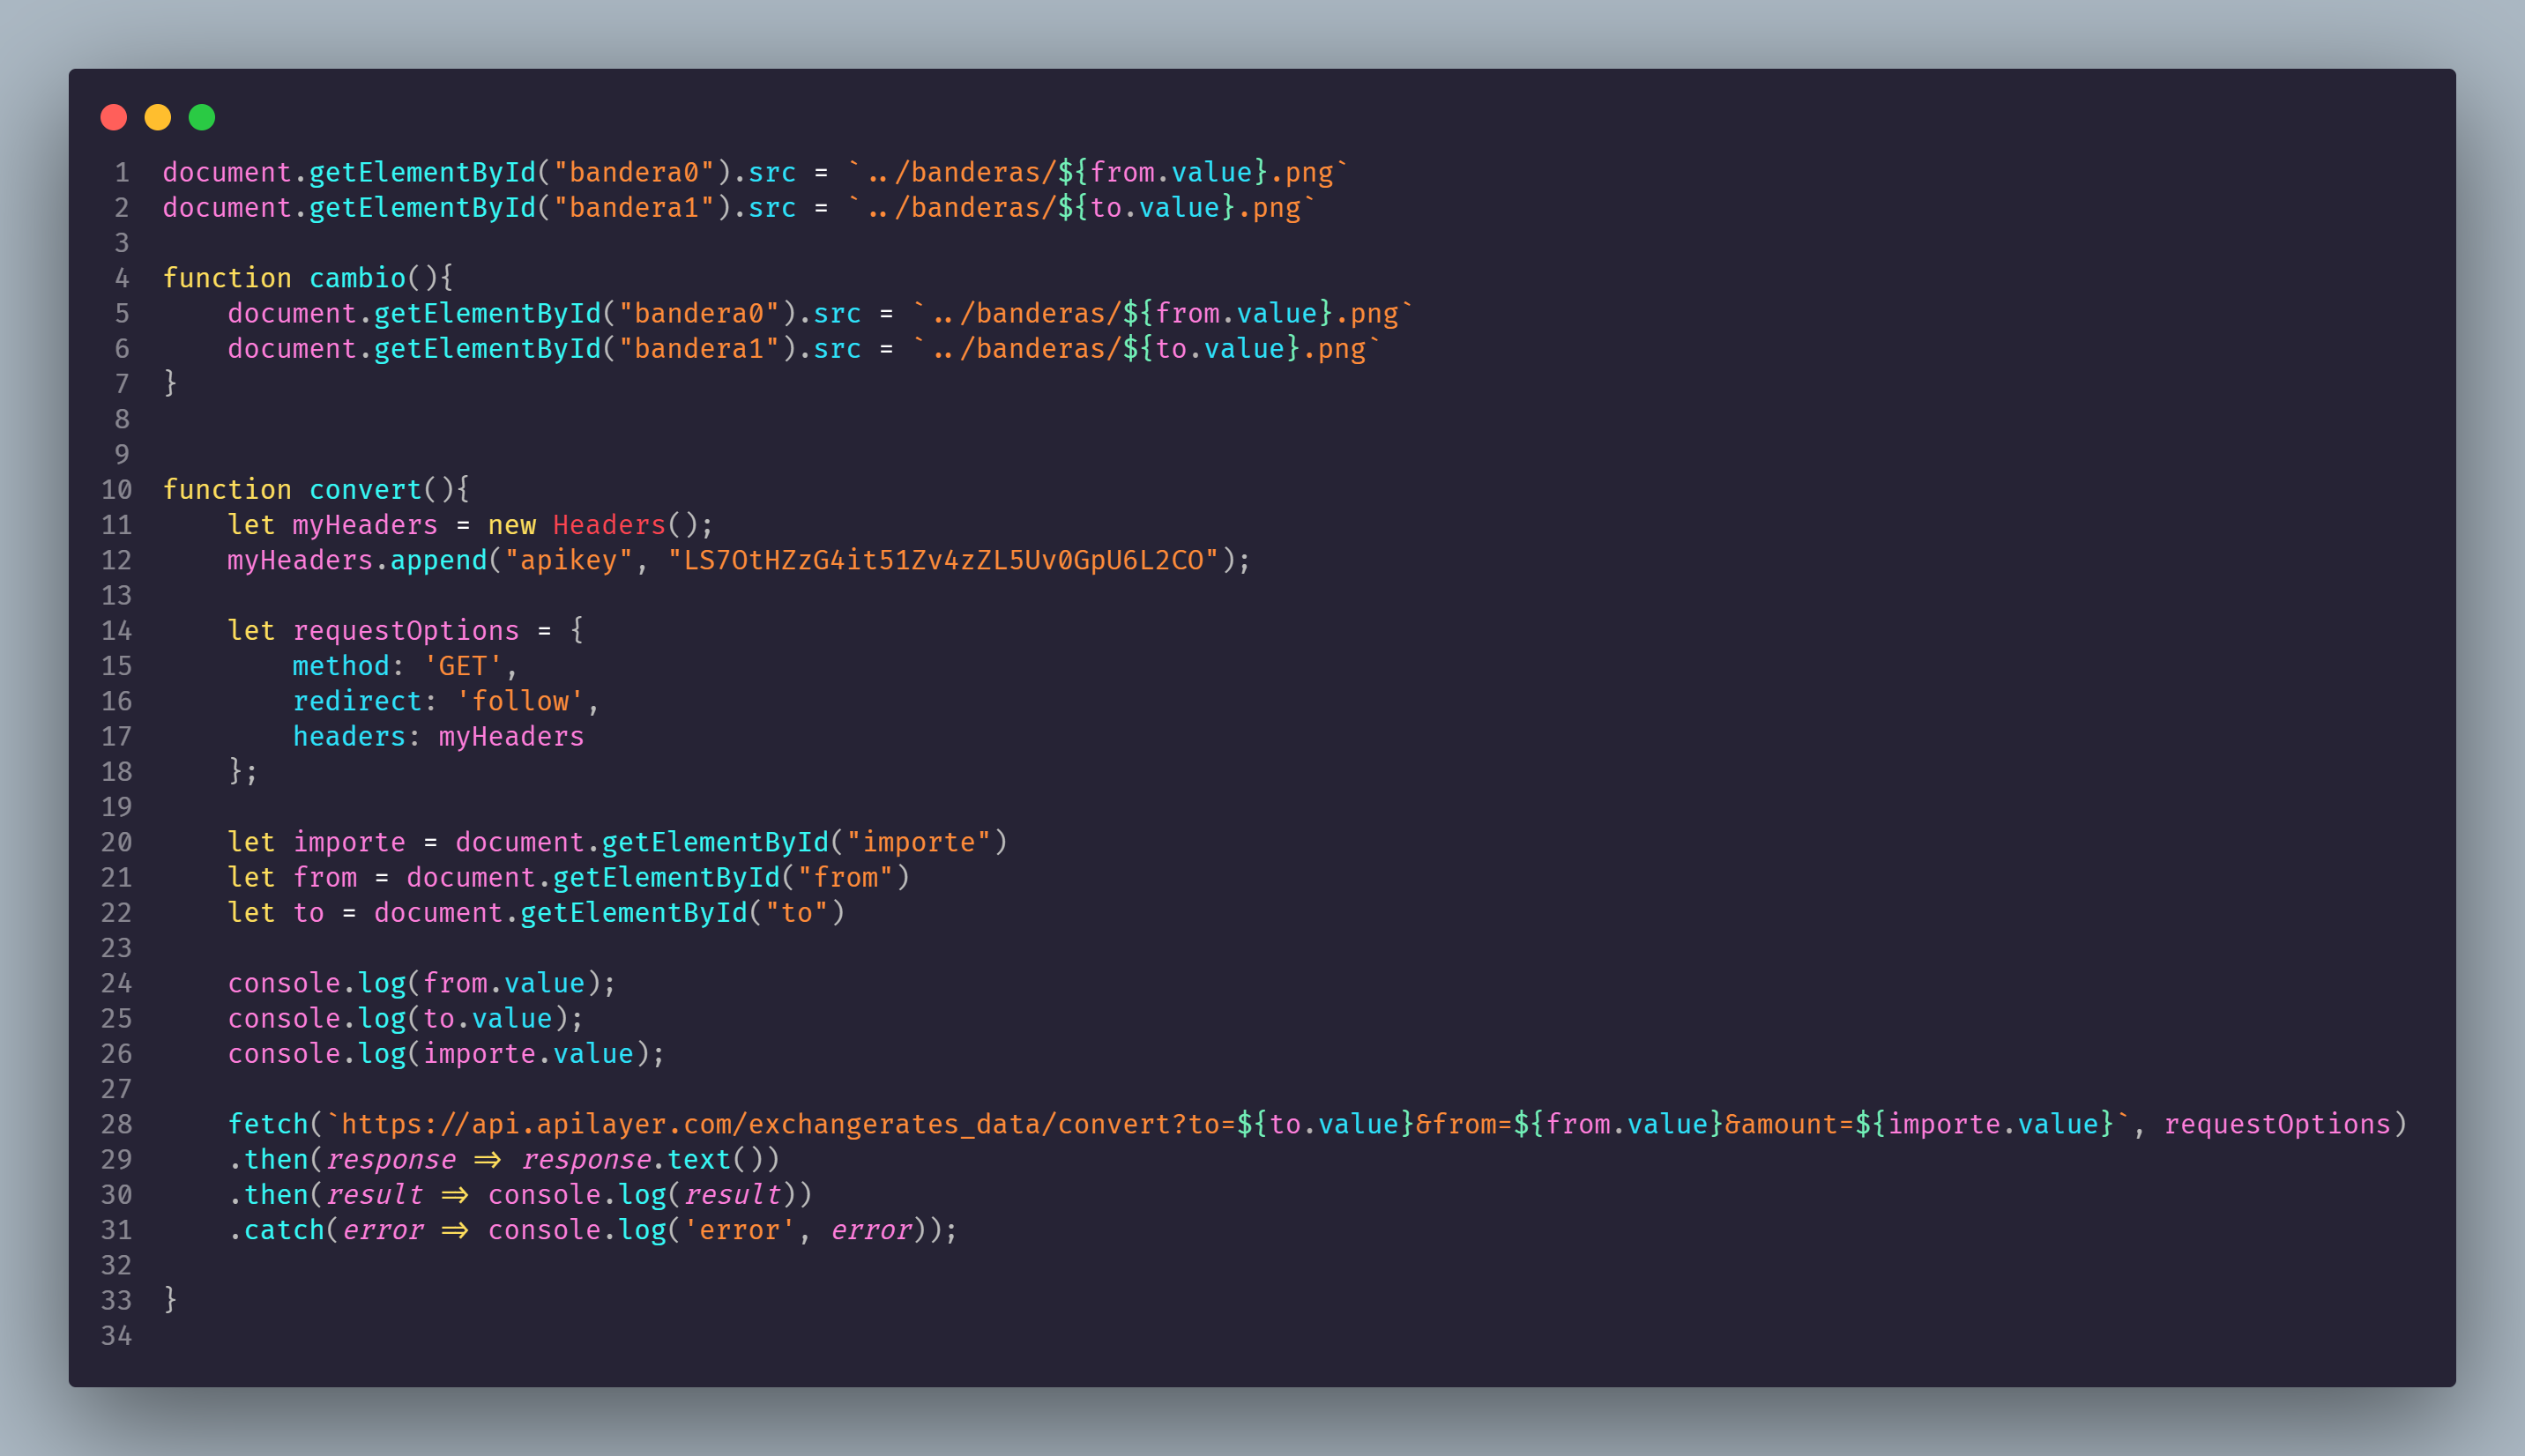 1 document.getElementById("bandera0").src = `../banderas/${from.value}.png`
2 document.getElementById("bandera1").src = `../banderas/${to.value}.png`
3
4 function cambio(){
5     document.getElementById("bandera0").src = `../banderas/${from.value}.png`
6     document.getElementById("bandera1").src = `../banderas/${to.value}.png`
7 }
8
9
10 function convert(){
11     let myHeaders = new Headers();
12     myHeaders.append("apikey", "LS7OtHZzG4it51Zv4zZL5Uv0GpU6L2CO");
13
14     let requestOptions = {
15         method: 'GET',
16         redirect: 'follow',
17         headers: myHeaders
18     };
19
20     let importe = document.getElementById("importe")
21     let from = document.getElementById("from")
22     let to = document.getElementById("to")
23
24     console.log(from.value);
25     console.log(to.value);
26     console.log(importe.value);
27
28     fetch(`https://api.apilayer.com/exchangerates_data/convert?to=${to.value}&from=${from.value}&amount=${importe.value}`, requestOptions)
29     .then(response => response.text())
30     .then(result => console.log(result))
31     .catch(error => console.log('error', error));
32
33 }
34